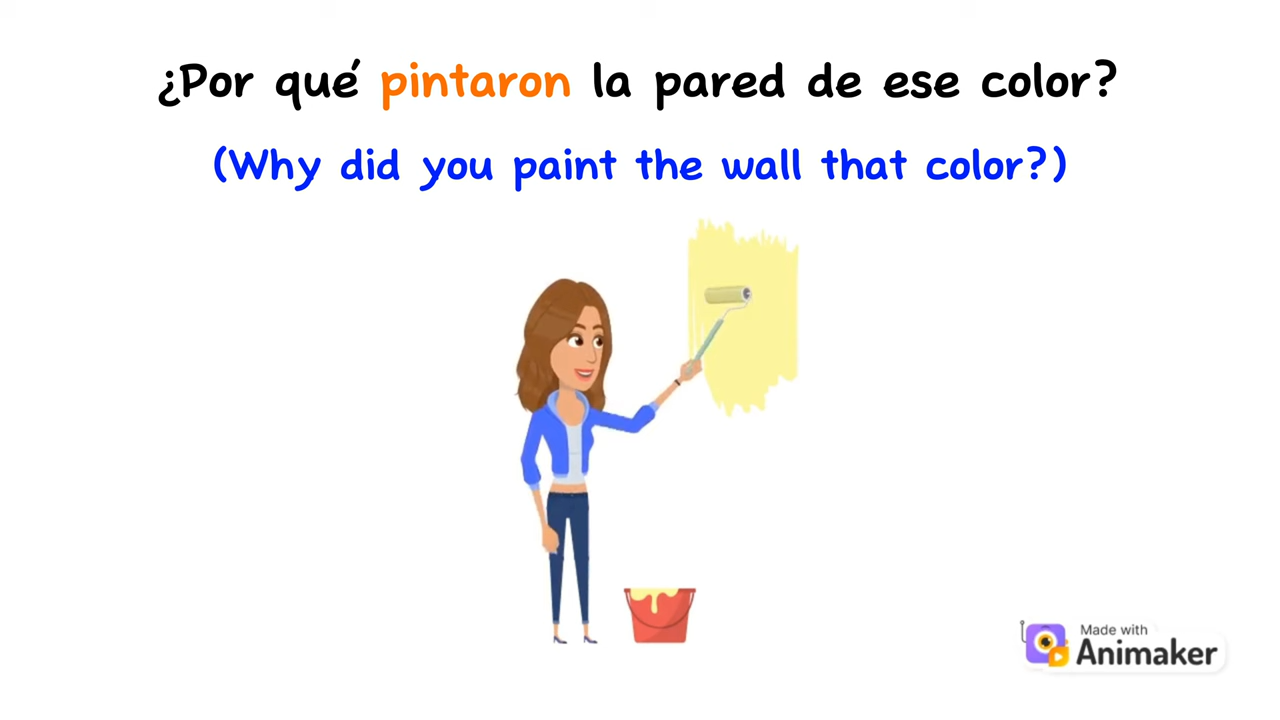 ¿Por qué pintaron la pared de ese color?
(Why did you paint the wall that color?)
Made with
Animaker